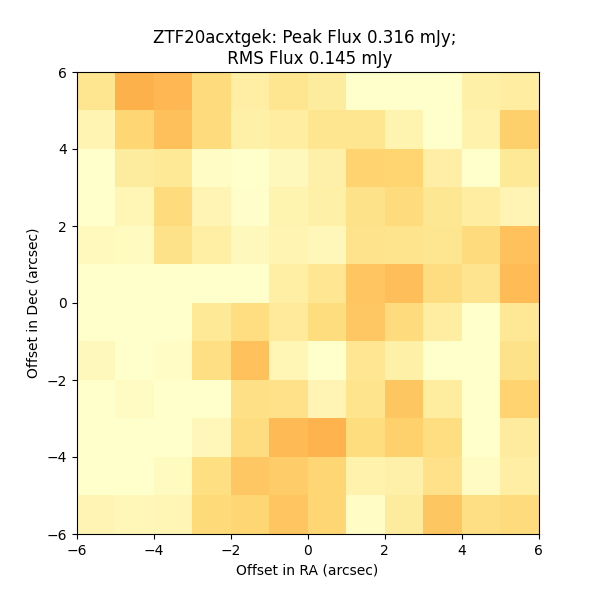 ZTF20acxtgek: Peak Flux 0.316 mJy;
RMS Flux 0.145 mJy
6
4
2
0
−2
−4
−6
Offset in Dec (arcsec)
−6 −4 −2 0 2 4 6
Offset in RA (arcsec)